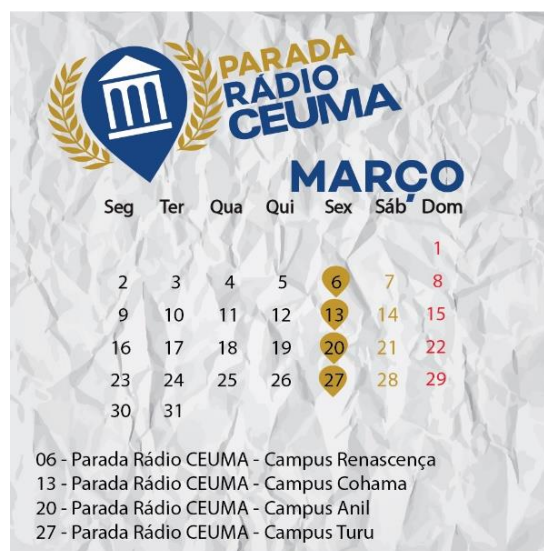 PARADA
RÁDIO
CEUMA
MARÇO
Seg Ter Qua Qui Sex Sáb Dom
1
2 3 4 5 6 7 8
9 10 11 12 13 14 15
16 17 18 19 20 21 22
23 24 25 26 27 28 29
30 31
06 - Parada Rádio CEUMA - Campus Renascença
13 - Parada Rádio CEUMA - Campus Cohama
20 - Parada Rádio CEUMA - Campus Anil
27 - Parada Rádio CEUMA - Campus Turu